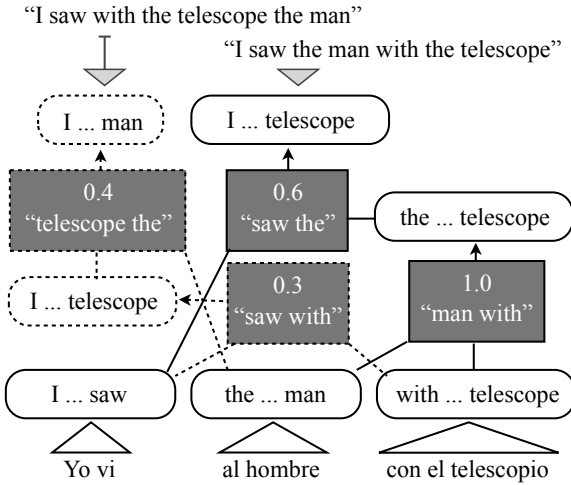 “I saw with the telescope the man”
“I saw the man with the telescope”
I ... man
I ... telescope
0.4
“telescope the”
0.6
“saw the”
the ... telescope
I ... telescope
0.3
“saw with”
1.0
“man with”
I ... saw
the ... man
with ... telescope
Yo vi
al hombre
con el telescopio